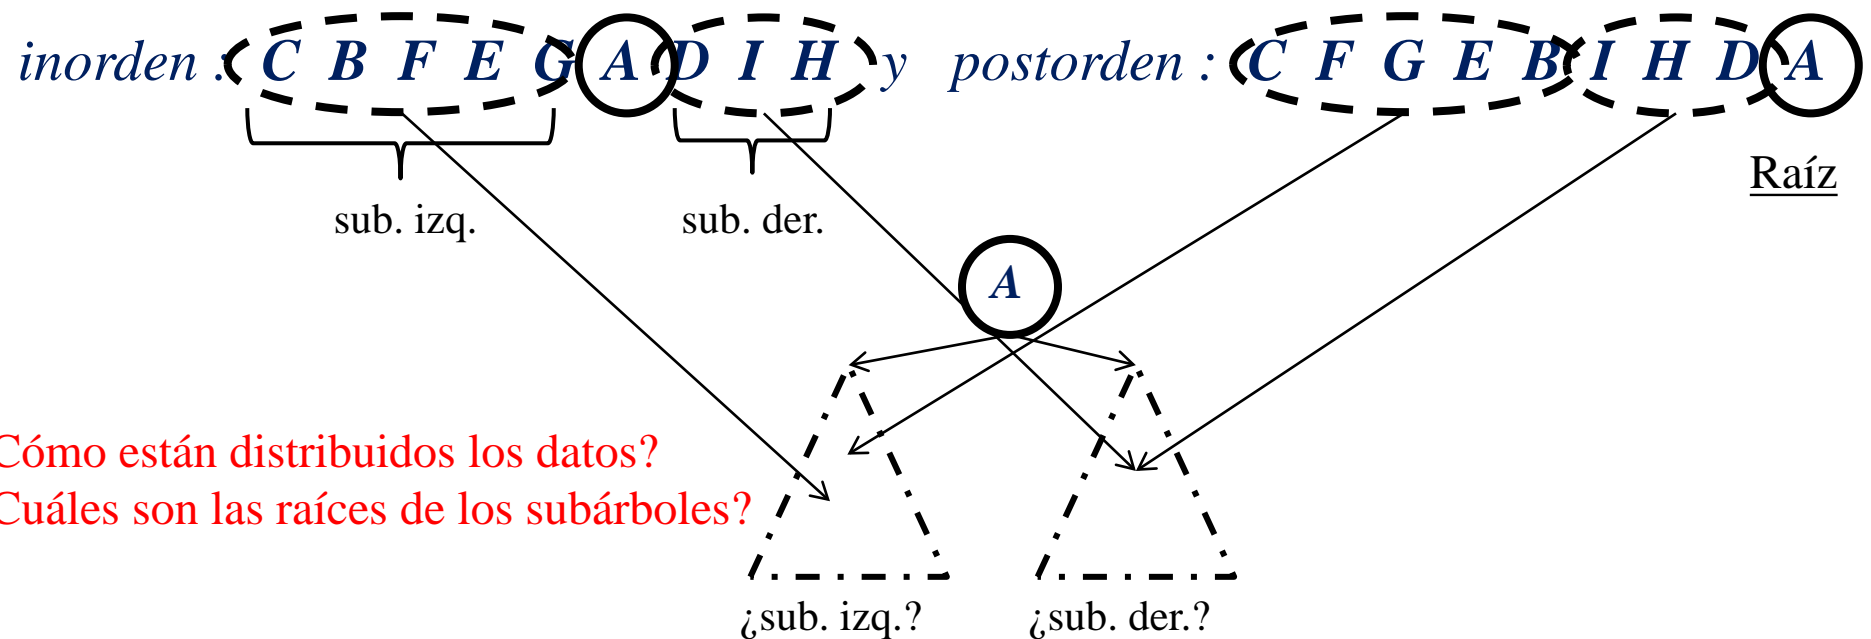 inorden : C B F E G A D I H y postorden : C F G E B I H D A
Raíz
sub. izq. sub. der.
A
Cómo están distribuidos los datos?
Cuáles son las raíces de los subárboles?
¿sub. izq.? ¿sub. der.?